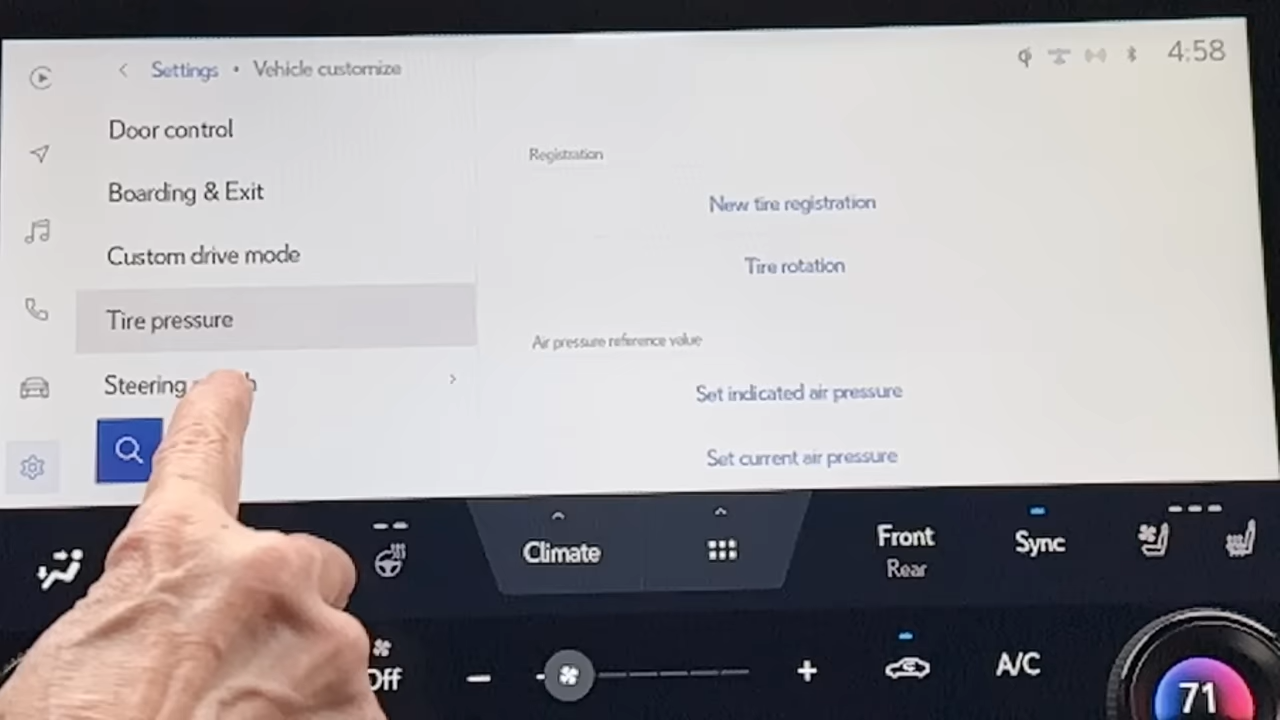 Settings • Vehicle customize
4:58
Door control
Boarding & Exit
Custom drive mode
Tire pressure
Steering
Registration
New tire registration
Tire rotation
Air pressure reference value
Set indicated air pressure
Set current air pressure
Climate
Front
Rear
Sync
Off
A/C
71